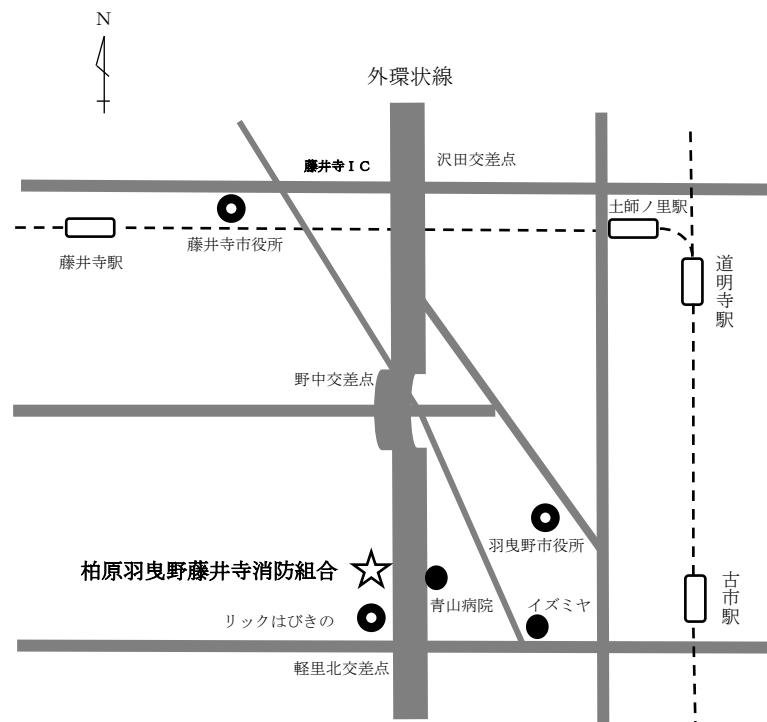 N
外環状線
藤井寺ＩＣ
沢田交差点
土師ノ里駅
藤井寺市役所
藤井寺駅
道明寺駅
野中交差点
羽曳野市役所
柏原羽曳野藤井寺消防組合
古市駅
青山病院
イズミヤ
リックはびきの
軽里北交差点